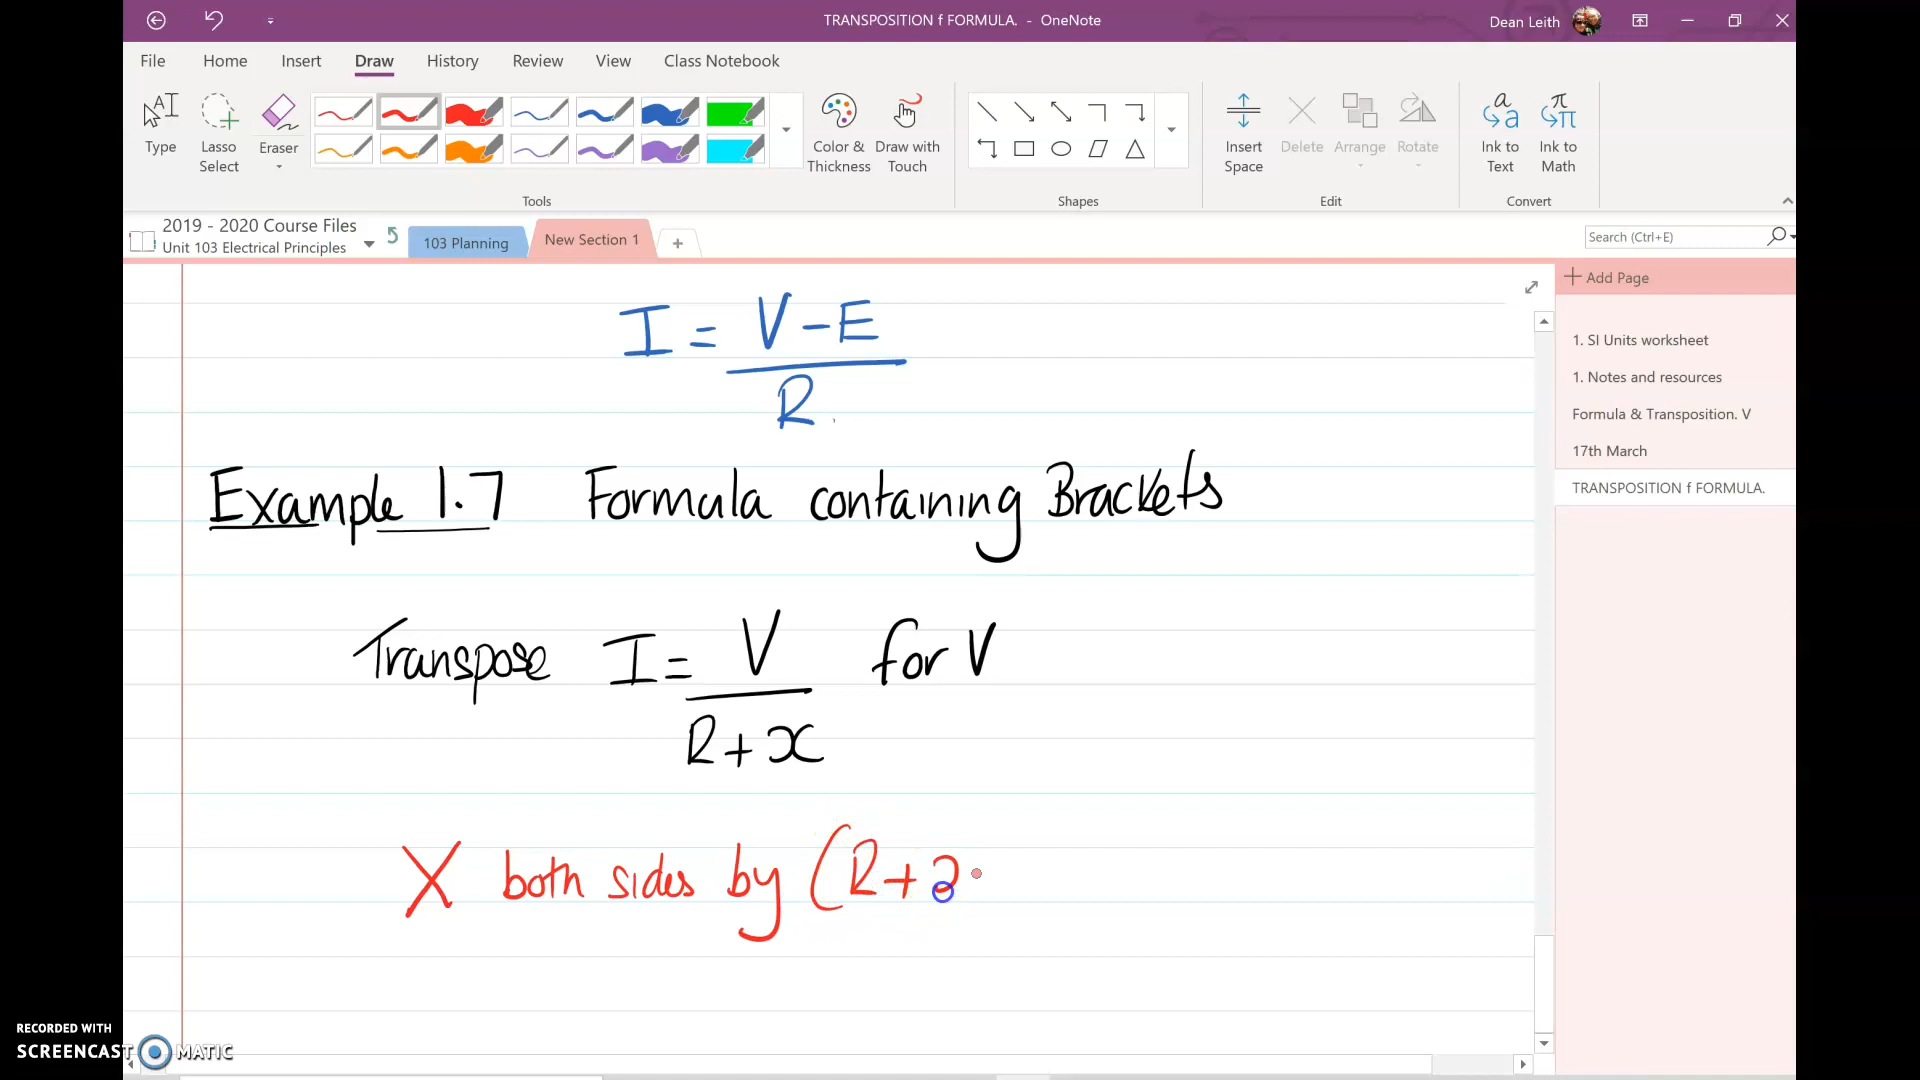 TRANSPOSITION f FORMULA. - OneNote
Dean Leith
File Home Insert Draw History Review View Class Notebook
Type
Lasso Select
Eraser
Color & Thickness
Draw with Touch
Insert Space
Delete
Arrange
Rotate
Ink to Text
Ink to Math
Tools
Shapes
Edit
Convert
2019 - 2020 Course Files
Unit 103 Electrical Principles
103 Planning
New Section 1
Search (Ctrl+E)
Add Page
1. SI Units worksheet
1. Notes and resources
Formula & Transposition. V
17th March
TRANSPOSITION f FORMULA.
I = V - E
R
Example 1.7 Formula containing Brackets
Transpose I = V for V
R + x
X both sides by (R +
RECORDED WITH
SCREENCAST MATIC